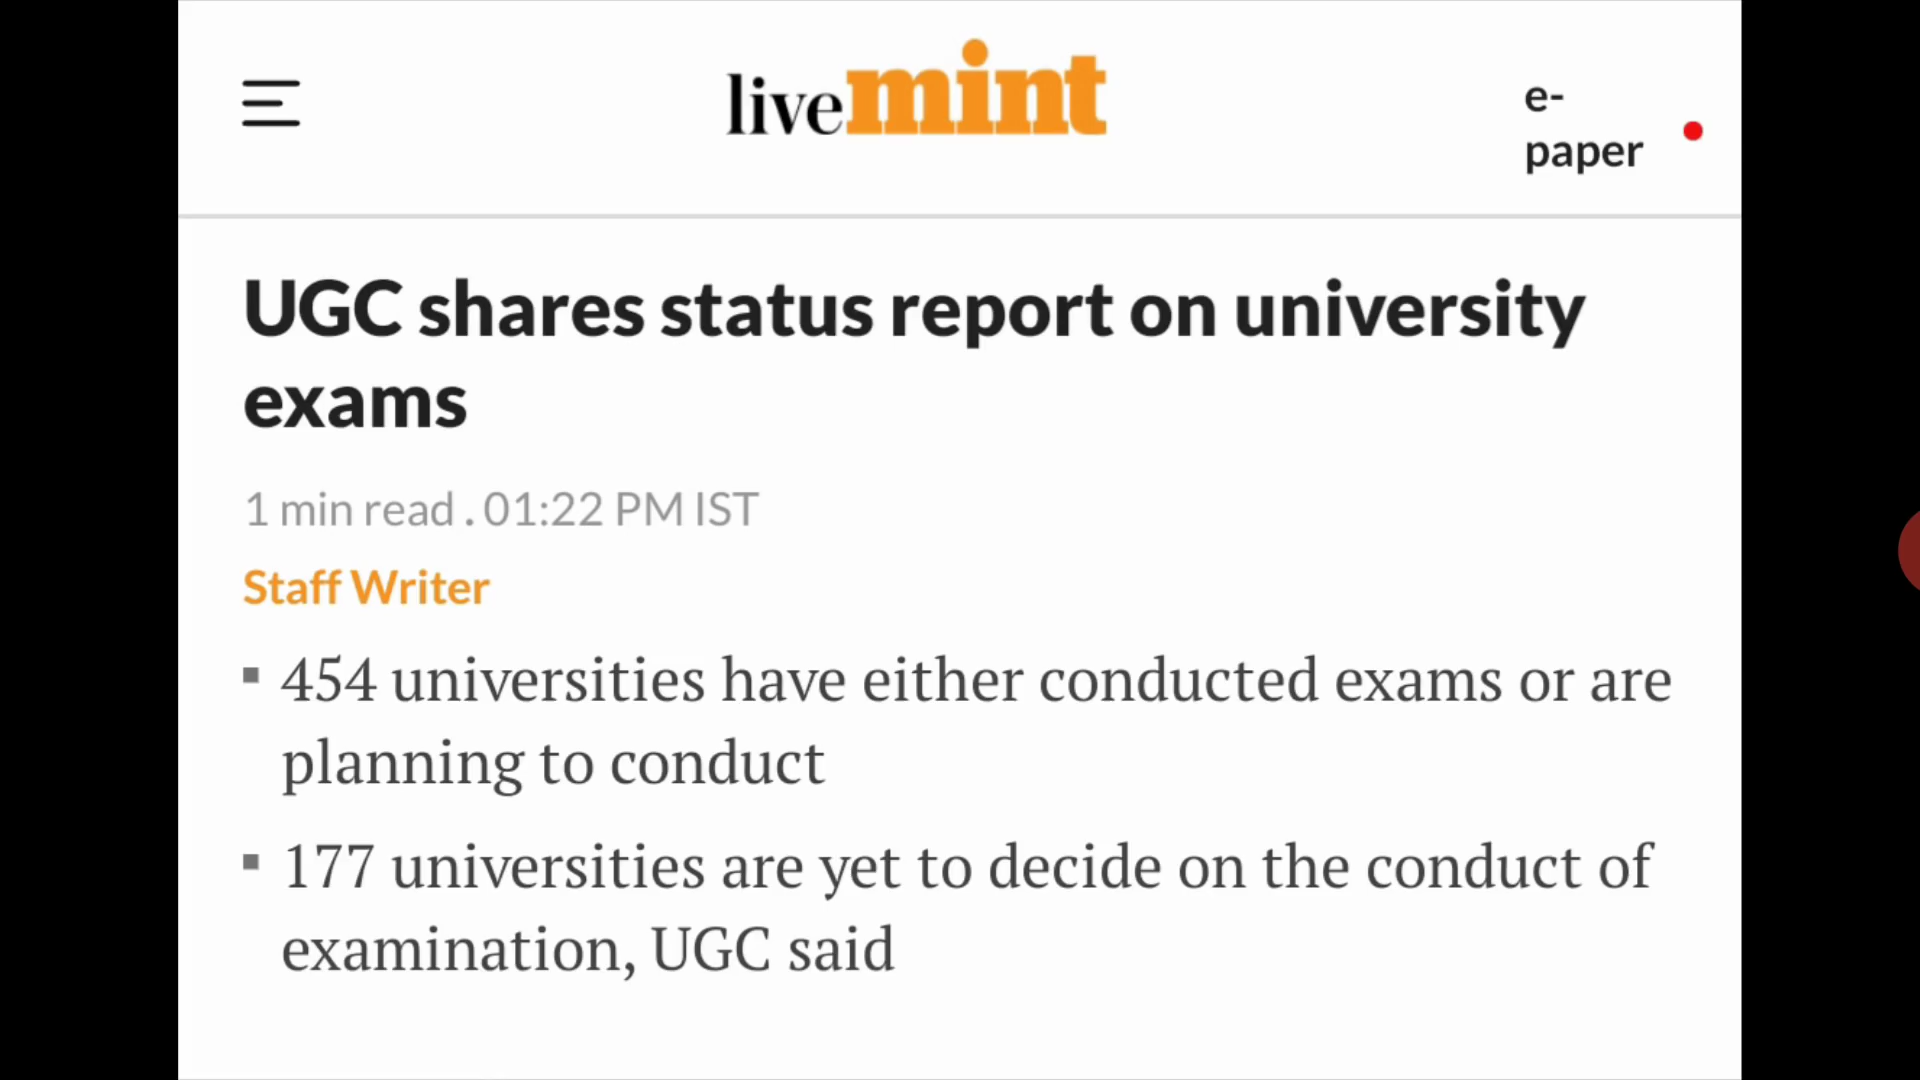 livemint
e-
paper
UGC shares status report on university
exams
1 min read . 01:22 PM IST
Staff Writer
▪ 454 universities have either conducted exams or are
planning to conduct
▪ 177 universities are yet to decide on the conduct of
examination, UGC said